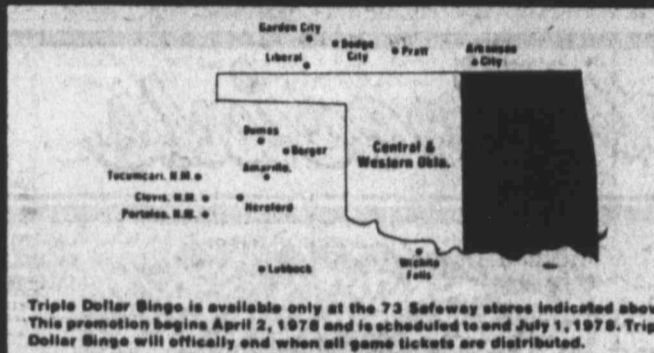 Garden City
Dodge City
Pratt
Arkansas City
Liberal
Dumas
Borger
Amarillo.
Central & Western Okla.
Tucumcari, N.M.
Clovis, N.M.
Portales, N.M.
Hereford
Lubbock
Wichita Falls
Triple Dollar Bingo is available only at the 73 Safeway stores indicated abov
This promotion begins April 2, 1978 and is scheduled to end July 1, 1978. Trip
Dollar Bingo will offically end when all game tickets are distributed.